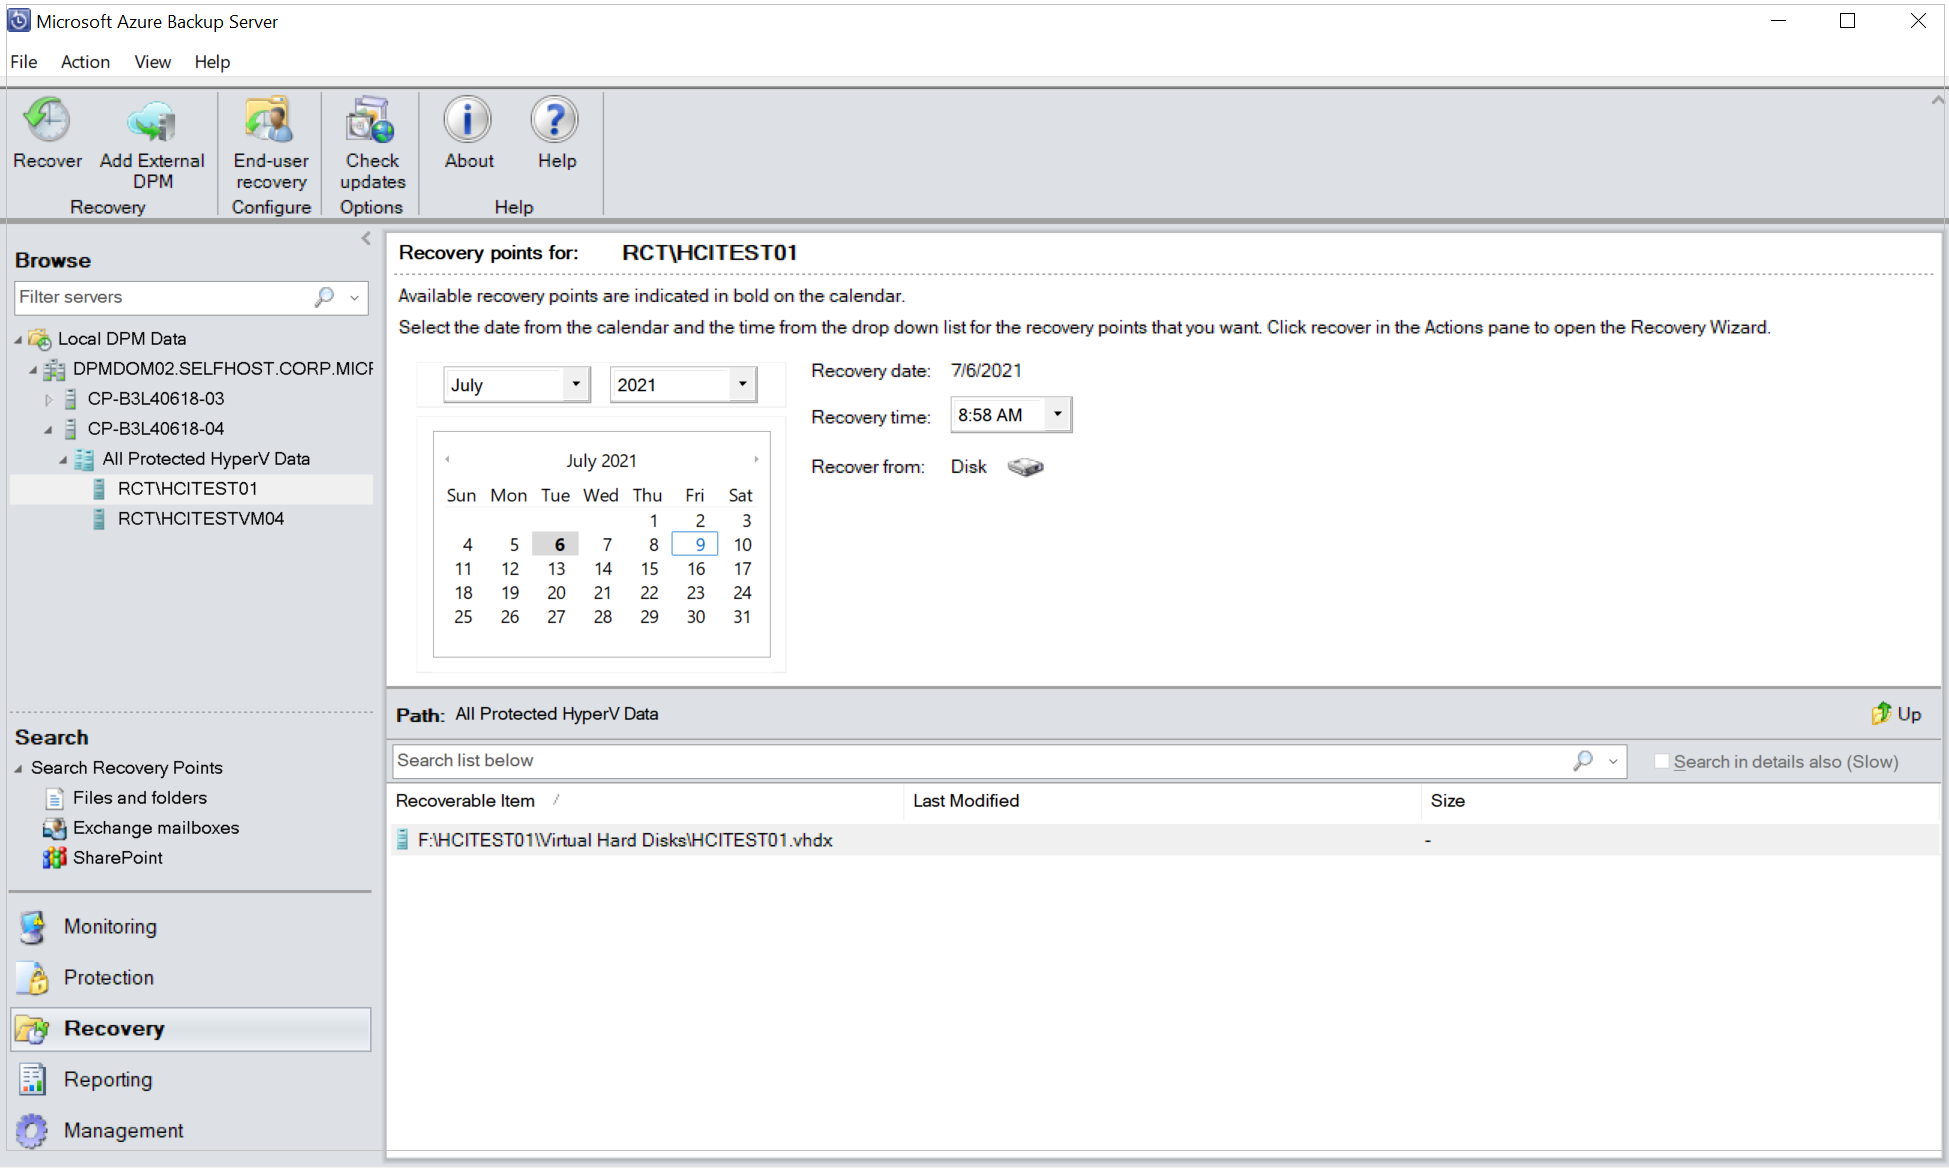 Microsoft Azure Backup Server
File Action View Help
Recover
Add External DPM
Recovery
End-user recovery
Configure
Check updates
Options
About
Help
Help
Browse
Filter servers
Local DPM Data
DPMDOM02.SELFHOST.CORP.MICF
CP-B3L40618-03
CP-B3L40618-04
All Protected HyperV Data
RCT\HCITEST01
RCT\HCITESTVM04
Search
Search Recovery Points
Files and folders
Exchange mailboxes
SharePoint
Monitoring
Protection
Recovery
Reporting
Management
Recovery points for: RCT\HCITEST01
Available recovery points are indicated in bold on the calendar.
Select the date from the calendar and the time from the drop down list for the recovery points that you want. Click recover in the Actions pane to open the Recovery Wizard.
July 2021
July 2021
Sun Mon Tue Wed Thu Fri Sat
1 2 3
4 5 6 7 8 9 10
11 12 13 14 15 16 17
18 19 20 21 22 23 24
25 26 27 28 29 30 31
Recovery date: 7/6/2021
Recovery time: 8:58 AM
Recover from: Disk
Path: All Protected HyperV Data
Up
Search list below
Search in details also (Slow)
Recoverable Item Last Modified Size
F:\HCITEST01\Virtual Hard Disks\HCITEST01.vhdx -